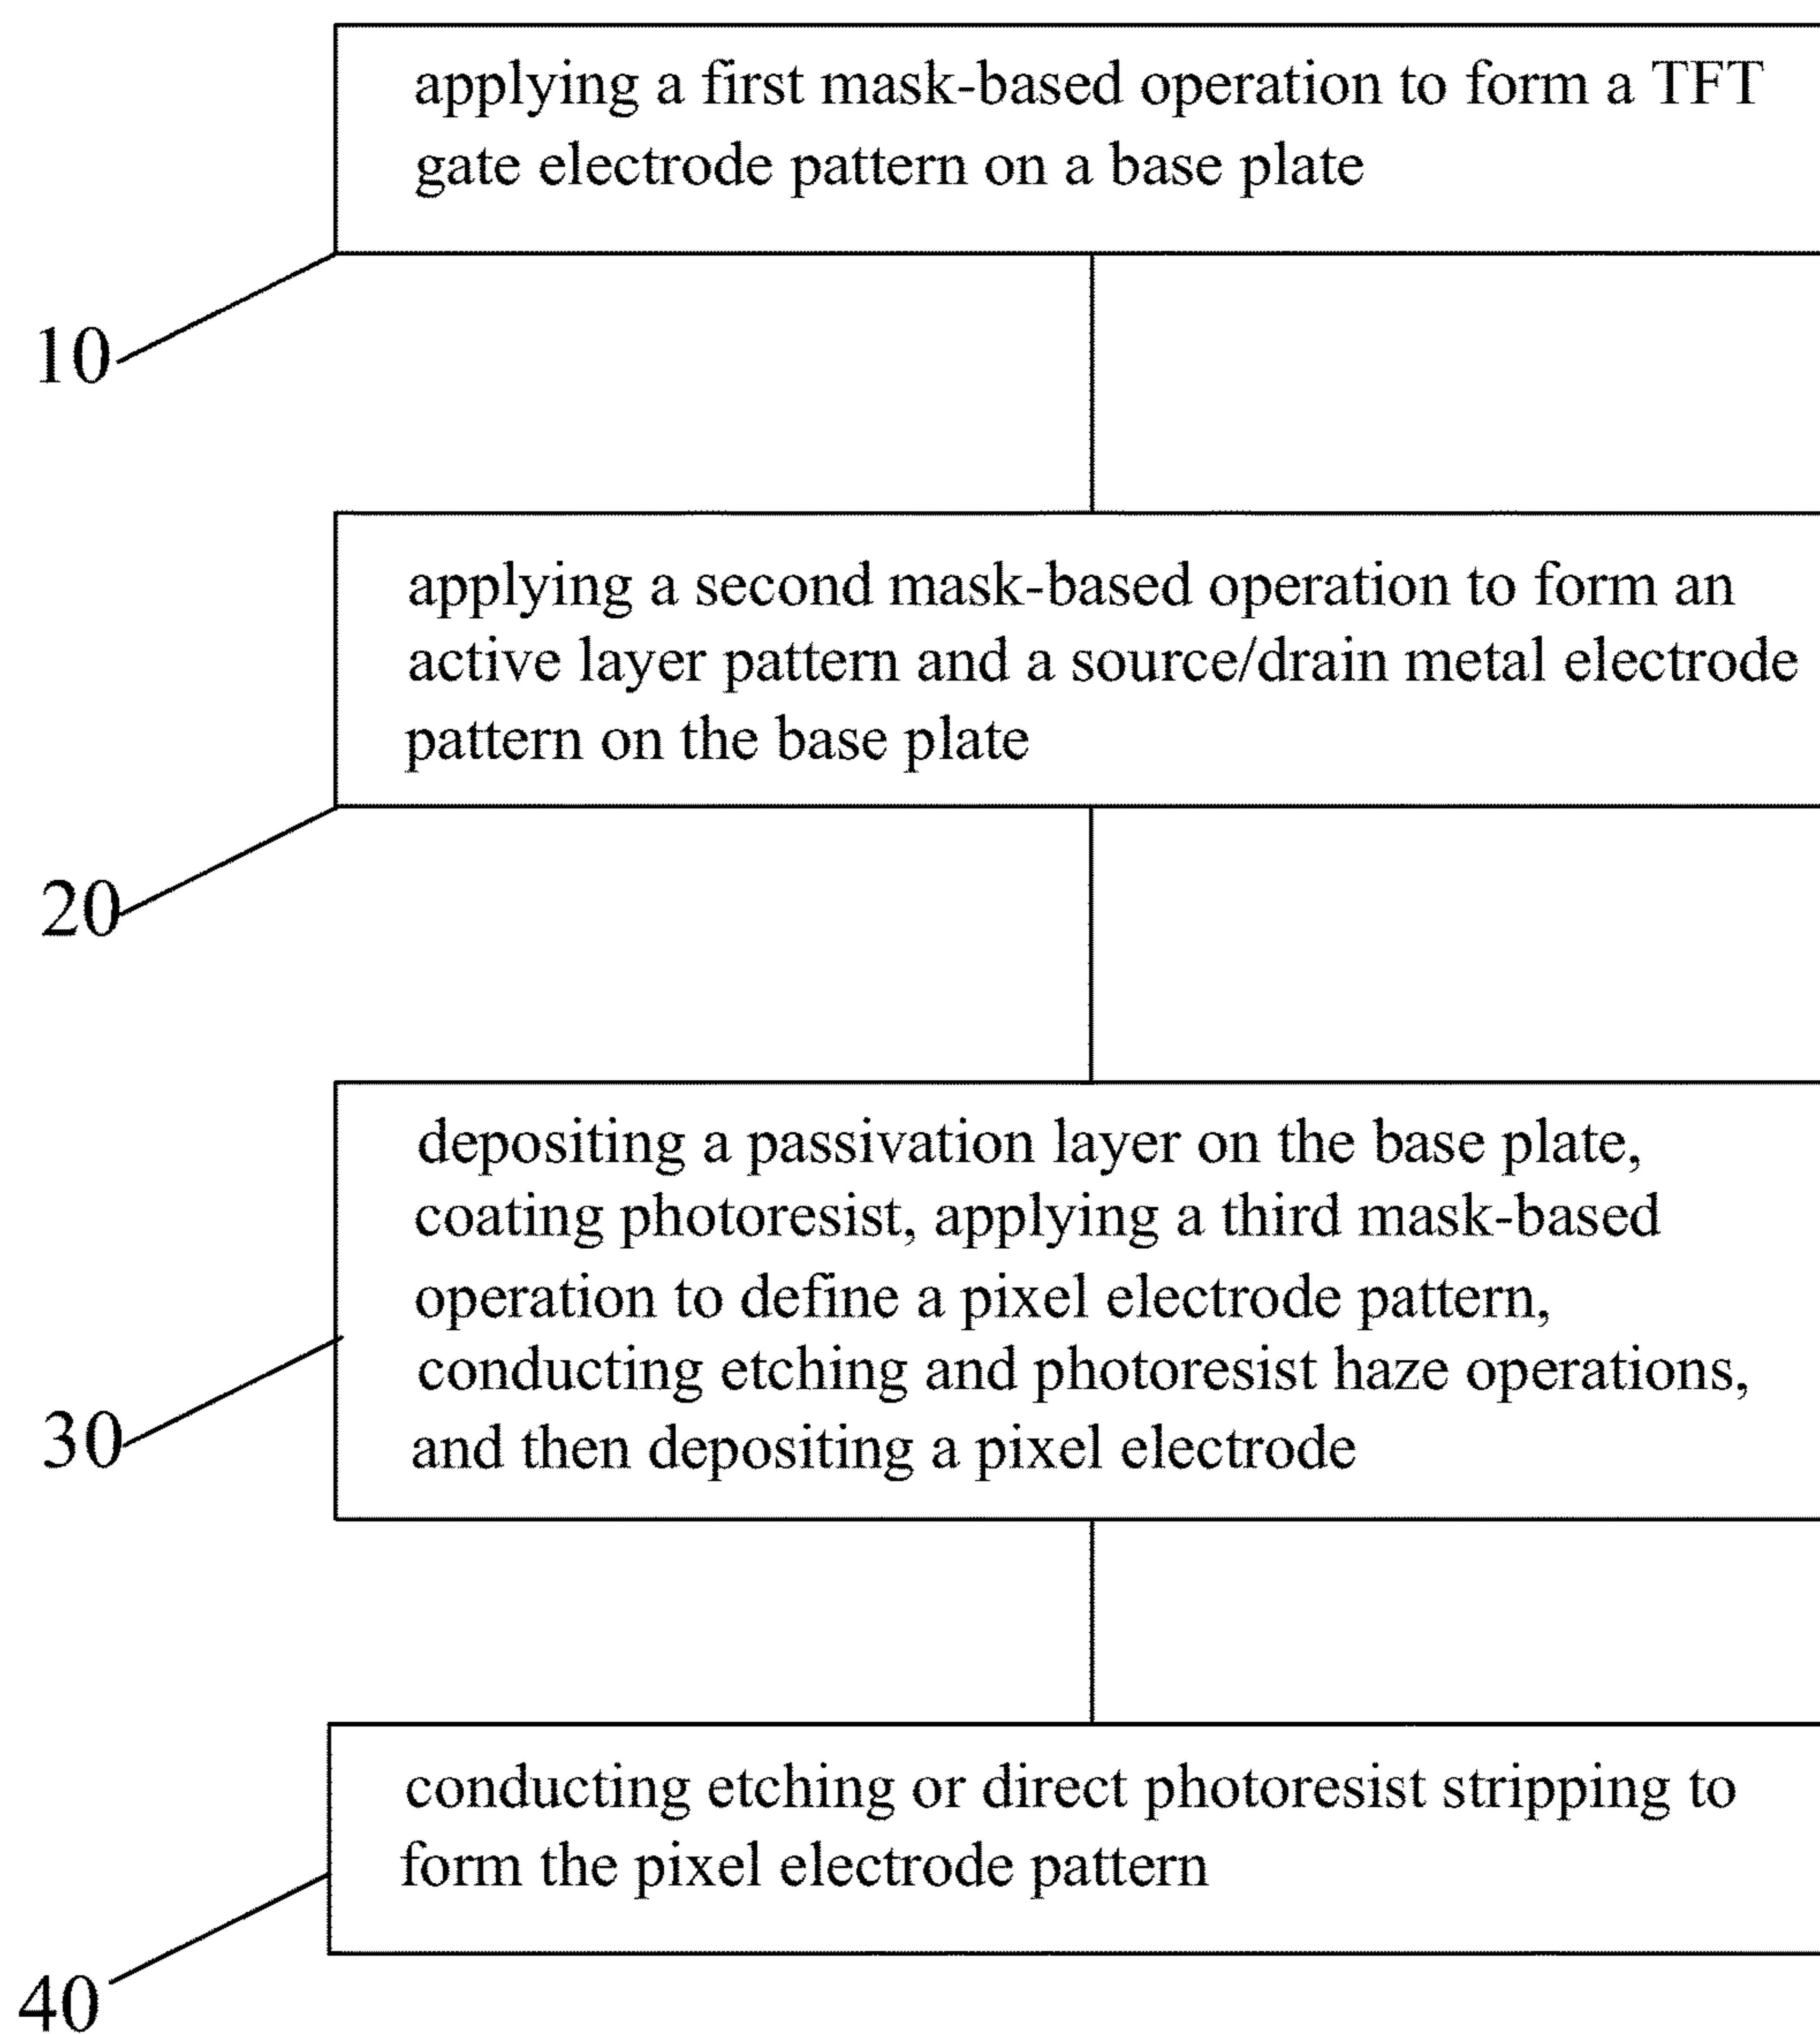 applying a first mask-based operation to form a TFT
gate electrode pattern on a base plate
10
applying a second mask-based operation to form an
active layer pattern and a source/drain metal electrode
pattern on the base plate
20
depositing a passivation layer on the base plate,
coating photoresist, applying a third mask-based
operation to define a pixel electrode pattern,
conducting etching and photoresist haze operations,
and then depositing a pixel electrode
30
conducting etching or direct photoresist stripping to
form the pixel electrode pattern
40